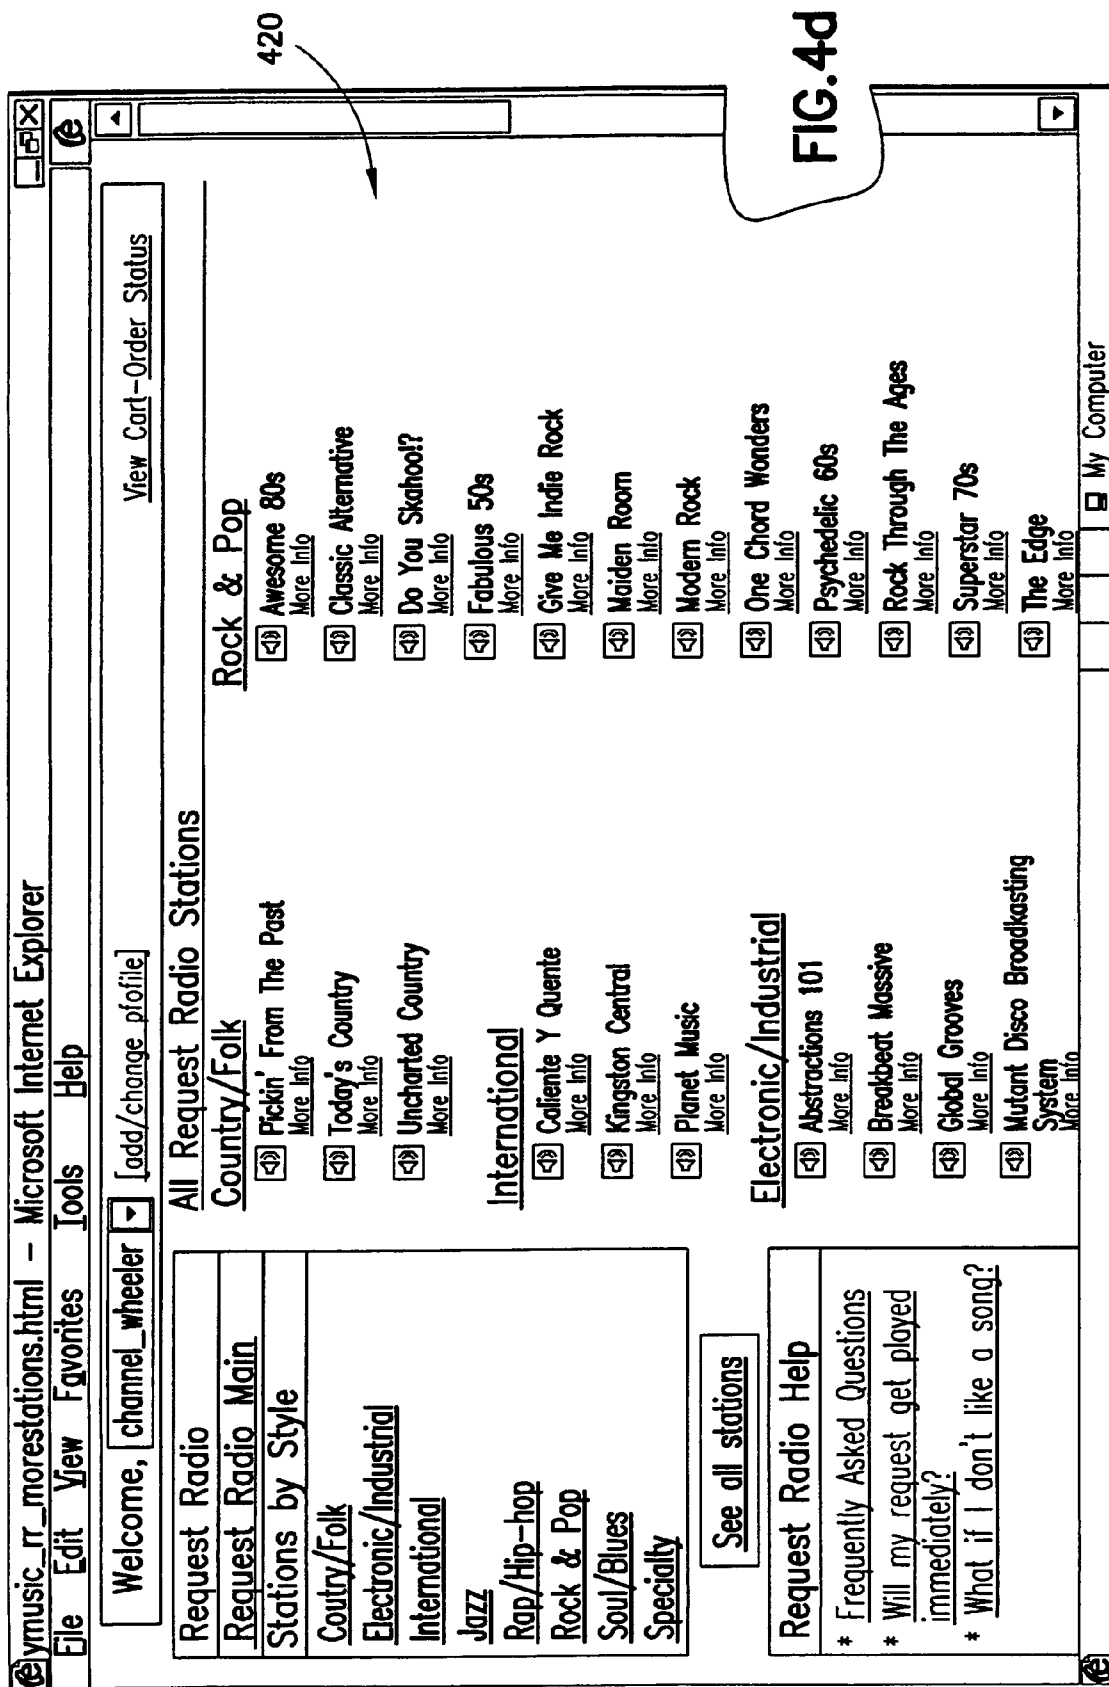 ymusic_rr_morestations.html – Microsoft Internet Explorer
File Edit View Favorites Tools Help
Welcome, channel_wheeler [add/change pfofile] View Cart-Order Status
Request Radio
Request Radio Main
Stations by Style
Coutry/Folk
Electronic/Industrial
International
Jazz
Rap/Hip-hop
Rock & Pop
Soul/Blues
Specialty
See all stations
Request Radio Help
* Frequently Asked Questions
* Will my request get played
immediately?
* What if I don't like a song?
All Request Radio Stations
Country/Folk
Pickin' From The Past
More Info
Today's Country
More Info
Uncharted Country
More Info
International
Caliente Y Quente
More Info
Kingston Central
More Info
Planet Music
More Info
Electronic/Industrial
Abstractions 101
More Info
Breakbeat Massive
More Info
Global Grooves
More Info
Mutant Disco Broadkasting
System
More Info
Rock & Pop
Awesome 80s
More Info
Classic Alternative
More Info
Do You Skahoo!?
More Info
Fabulous 50s
More Info
Give Me Indie Rock
More Info
Maiden Room
More Info
Modern Rock
More Info
One Chord Wonders
More Info
Psychedelic 60s
More Info
Rock Through The Ages
More Info
Superstar 70s
More Info
The Edge
More Info
My Computer
420
FIG.4d